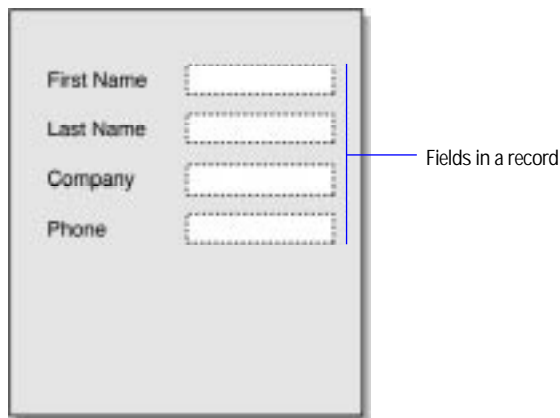 First Name
Last Name
Company
Phone
Fields in a record